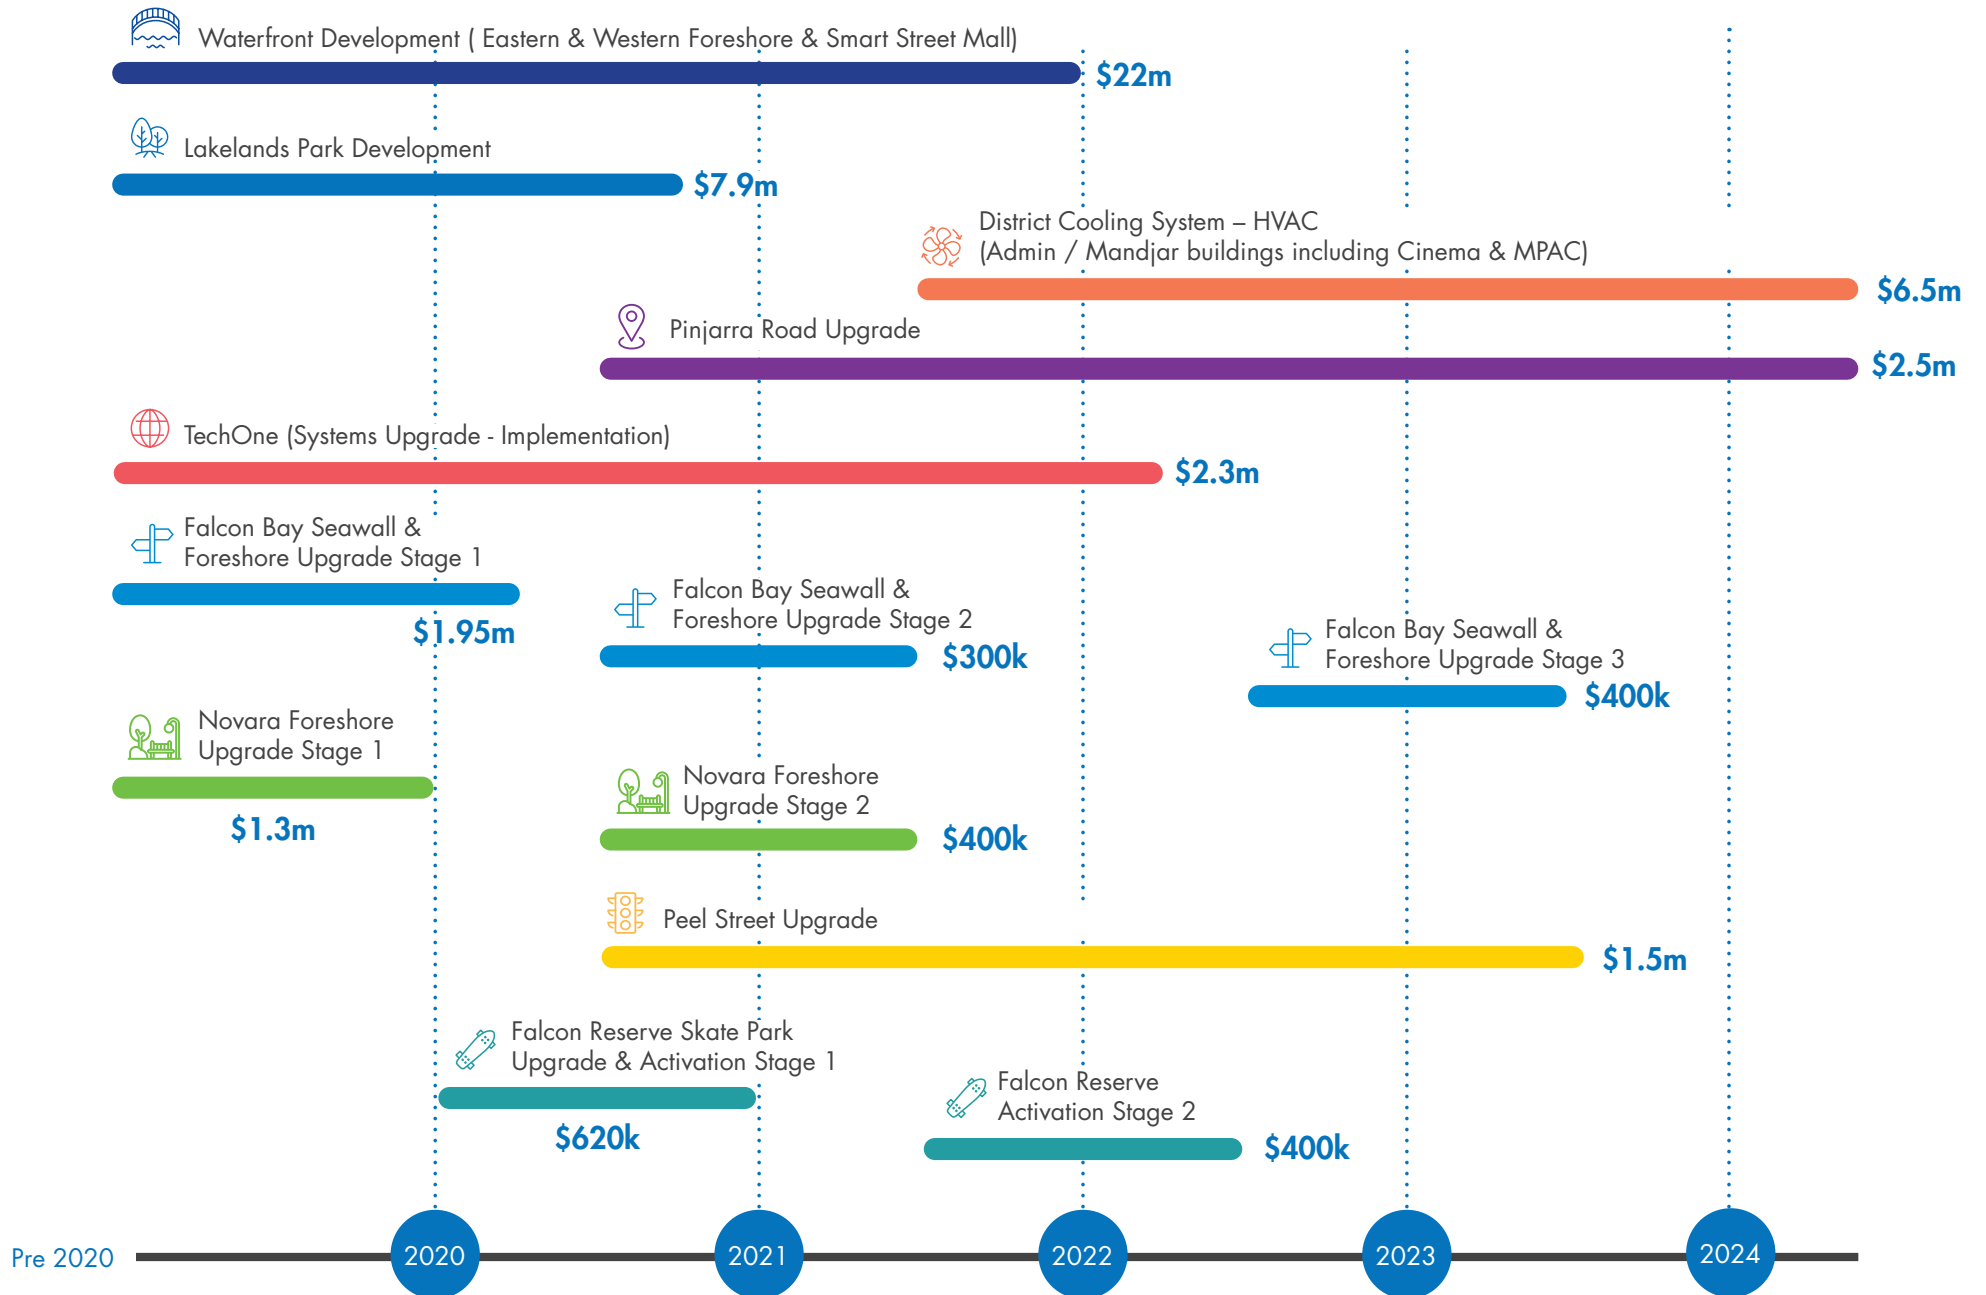 Waterfront Development ( Eastern & Western Foreshore & Smart Street Mall)
$22m
Lakelands Park Development
$7.9m
District Cooling System – HVAC
(Admin / Mandjar buildings including Cinema & MPAC)
$6.5m
Pinjarra Road Upgrade
$2.5m
TechOne (Systems Upgrade - Implementation)
$2.3m
Falcon Bay Seawall &
Foreshore Upgrade Stage 1
$1.95m
Falcon Bay Seawall &
Foreshore Upgrade Stage 2
$300k
Falcon Bay Seawall &
Foreshore Upgrade Stage 3
$400k
Novara Foreshore
Upgrade Stage 1
$1.3m
Novara Foreshore
Upgrade Stage 2
$400k
Peel Street Upgrade
$1.5m
Falcon Reserve Skate Park
Upgrade & Activation Stage 1
$620k
Falcon Reserve
Activation Stage 2
$400k
Pre 2020
2020
2021
2022
2023
2024